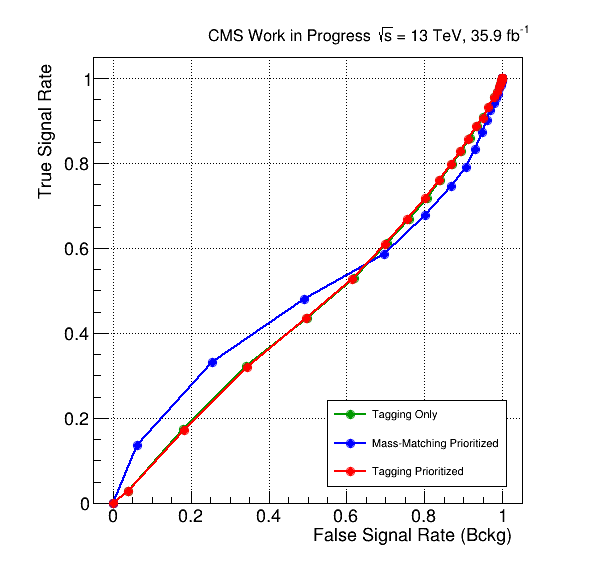 CMS Work in Progress √s = 13 TeV, 35.9 fb⁻¹
True Signal Rate
1
0.8
0.6
0.4
0.2
0
Tagging Only
Mass-Matching Prioritized
Tagging Prioritized
0 0.2 0.4 0.6 0.8 1
False Signal Rate (Bckg)